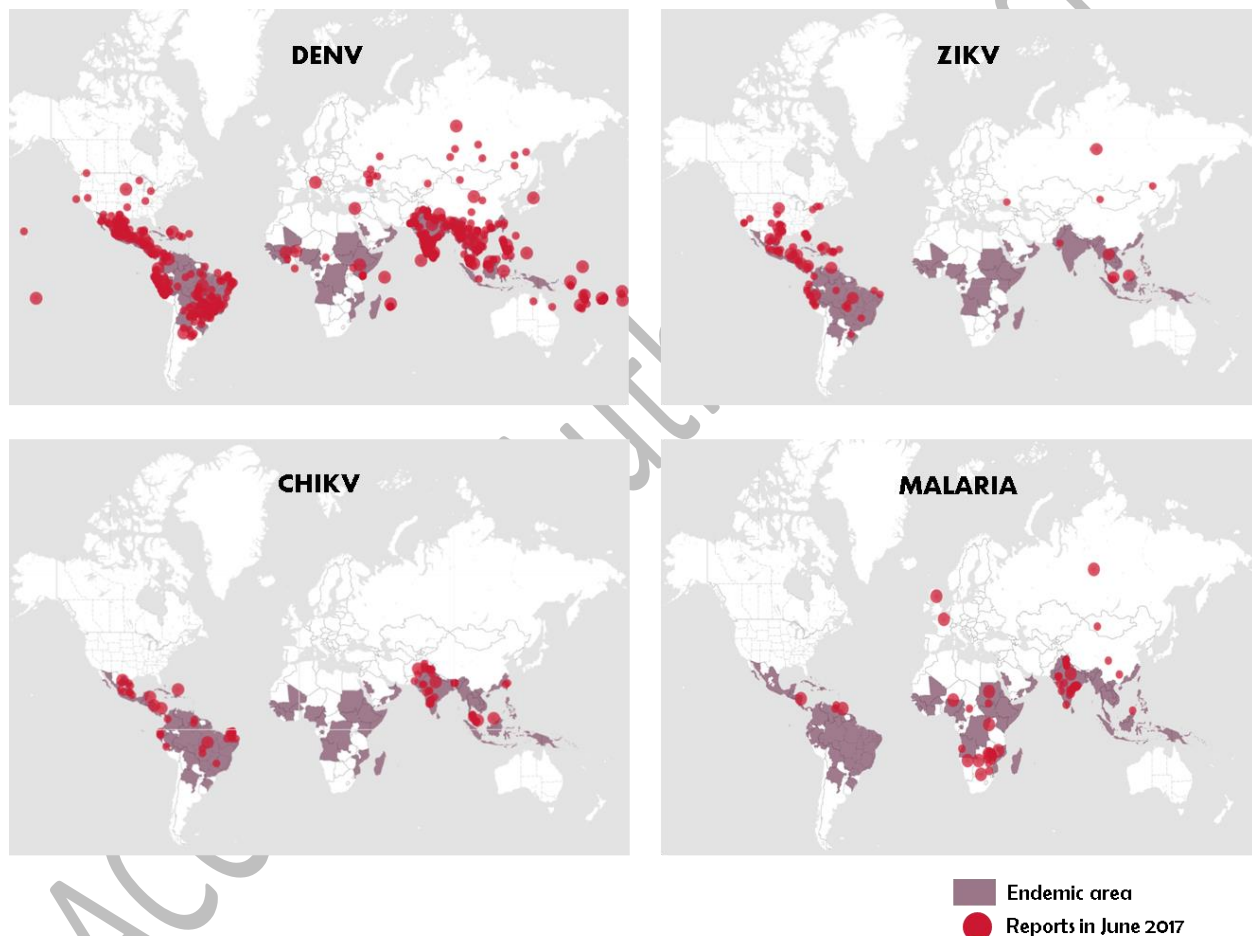 DENV
ZIKV
CHIKV
MALARIA
Endemic area
Reports in June 2017